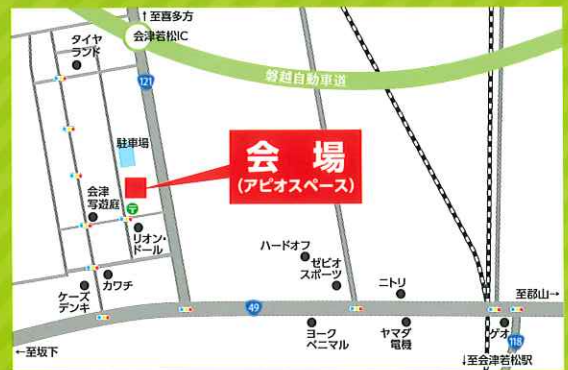 ↑至喜多方
会津若松IC
タイヤ
ランド
磐越自動車道
121
駐車場
会 場
(アピオスペース)
会津
写遊庭
リオン・
ドール
ハードオフ
ゼビオ
スポーツ
ニトリ
カワチ
ケーズ
デンキ
49
至郡山→
ヨーク
ベニマル
ヤマダ
電機
ゲオ
118
←至坂下
↓至会津若松駅